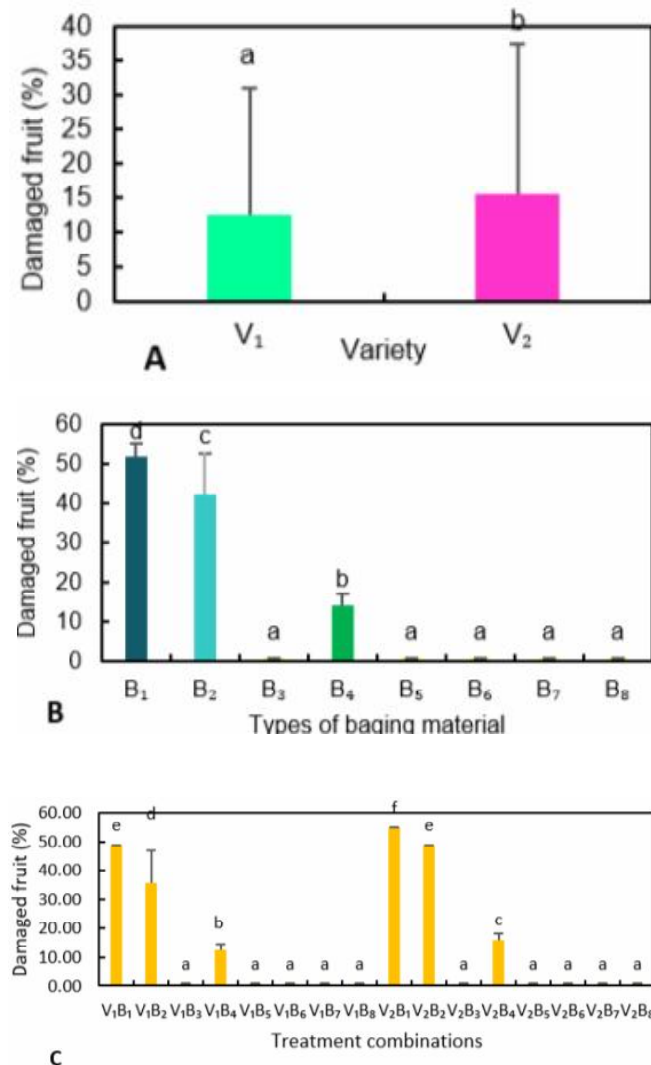 40
35
30
25
20
15
10
5
0
Damaged fruit (%)
a
b
V₁
V₂
Variety
A
60
50
40
30
20
10
0
Damaged fruit (%)
d
c
a
b
a
a
a
a
B₁ B₂ B₃ B₄ B₅ B₆ B₇ B₈
Types of baging material
B
60.00
50.00
40.00
30.00
20.00
10.00
0.00
Damaged fruit (%)
e
d
a
b
a
a
a
a
f
e
a
c
a
a
a
a
V₁B₁ V₁B₂ V₁B₃ V₁B₄ V₁B₅ V₁B₆ V₁B₇ V₁B₈ V₂B₁ V₂B₂ V₂B₃ V₂B₄ V₂B₅ V₂B₆ V₂B₇ V₂B₈
Treatment combinations
C